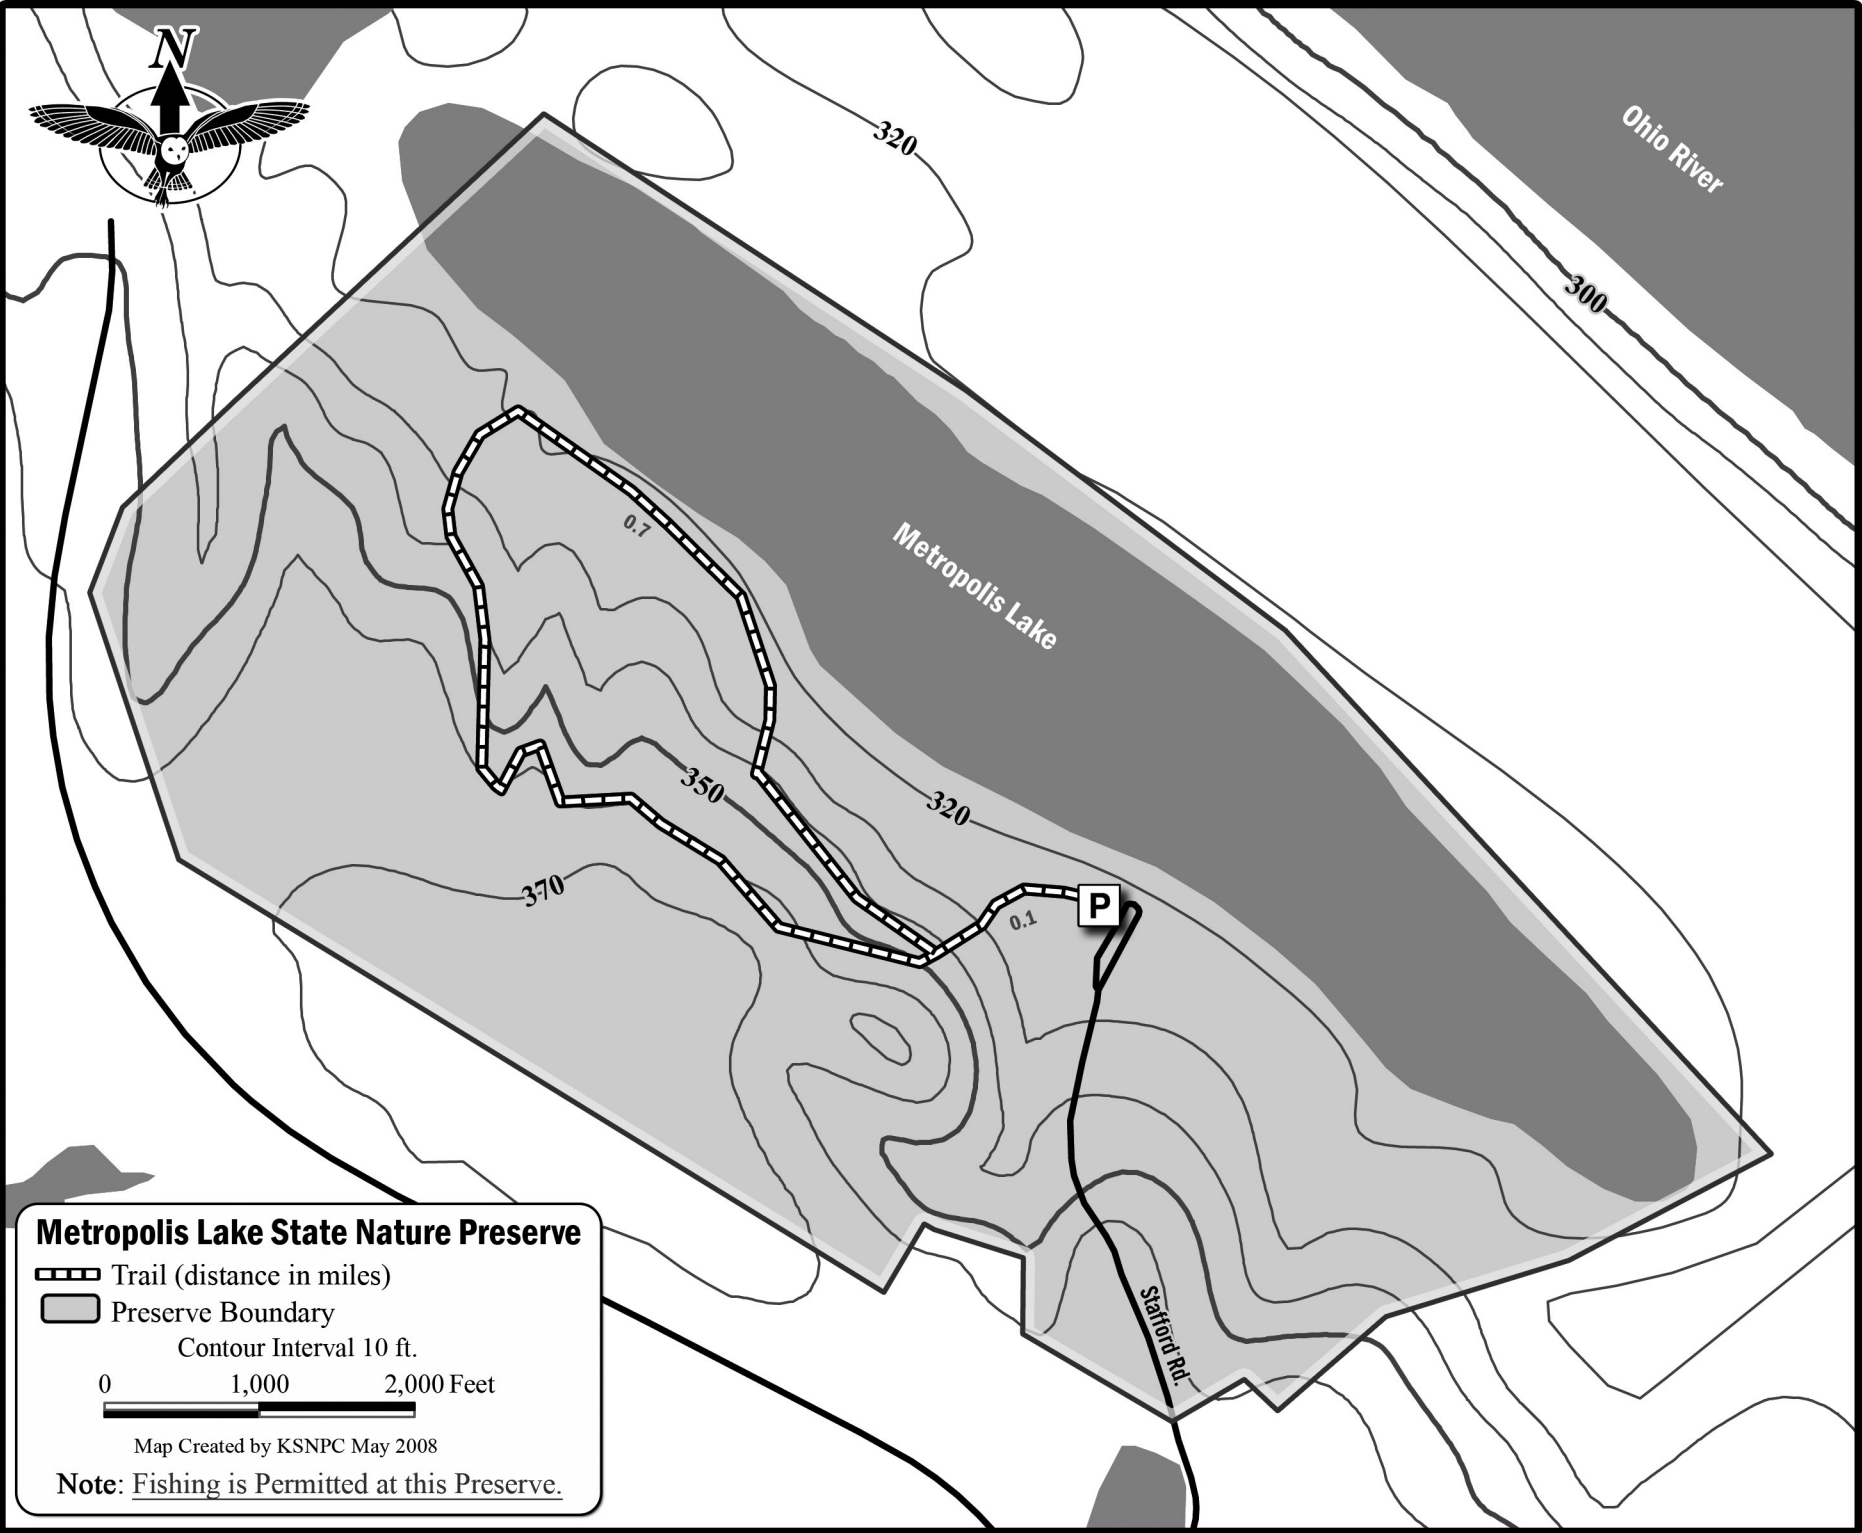 N
320
Ohio River
300
0.7
Metropolis Lake
350
320
370
P
0.1
Stafford Rd.
Metropolis Lake State Nature Preserve
Trail (distance in miles)
Preserve Boundary
Contour Interval 10 ft.
0 1,000 2,000 Feet
Map Created by KSNPC May 2008
Note: Fishing is Permitted at this Preserve.